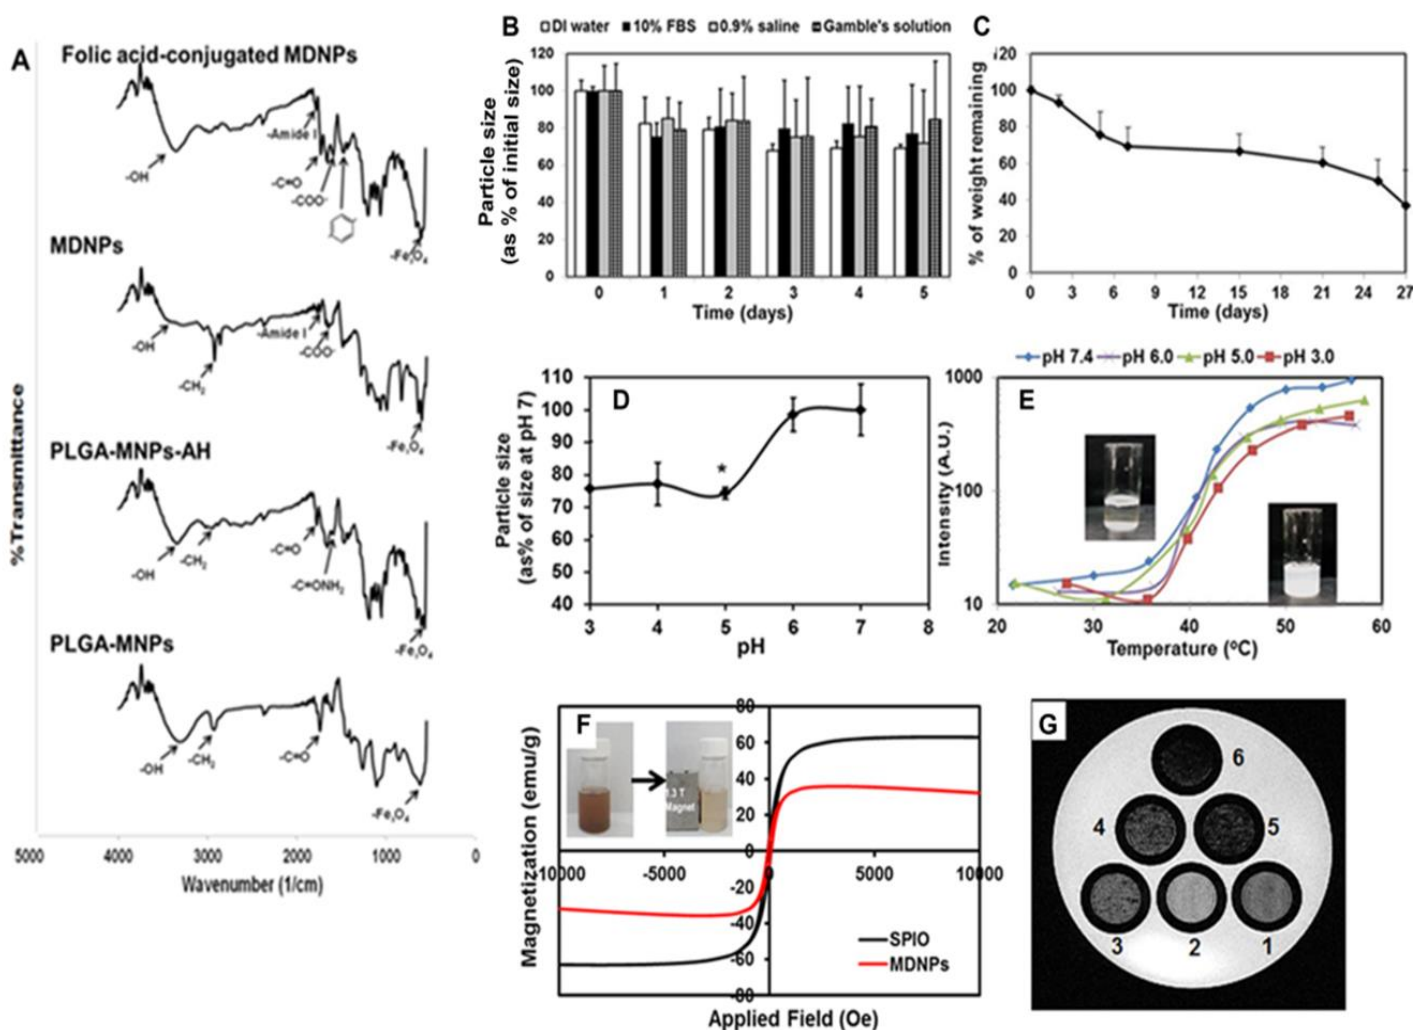 A
Folic acid-conjugated MDNPs
-OH
-Amide I
-C=O
-COO-
-Fe3O4
MDNPs
-OH
-CH2
-Amide I
-COO-
-Fe3O4
PLGA-MNPs-AH
-OH
-CH2
-C=O
-C=ONH2
-Fe3O4
PLGA-MNPs
-OH
-CH2
-C=O
-Fe3O4
%Transmittance
5000 4000 3000 2000 1000 0
Wavenumber (1/cm)
B
DI water 10% FBS 0.9% saline Gamble's solution
Particle size
(as % of initial size)
120
100
80
60
40
20
0
0 1 2 3 4 5
Time (days)
C
% of weight remaining
120
100
80
60
40
20
0
0 3 6 9 12 15 18 21 24 27
Time (days)
D
Particle size
(as% of size at pH 7)
110
100
90
80
70
60
50
40
*
3 4 5 6 7 8
pH
pH 7.4 pH 6.0 pH 5.0 pH 3.0
E
Intensity (A.U.)
1000
100
10
20 30 40 50 60
Temperature (ºC)
F
Magnetization (emu/g)
80
60
40
20
0
-20
-40
-60
-80
-10000 -5000 0 5000 10000
1.3 T
Magnet
SPIO
MDNPs
Applied Field (Oe)
G
6
4 5
3 2 1